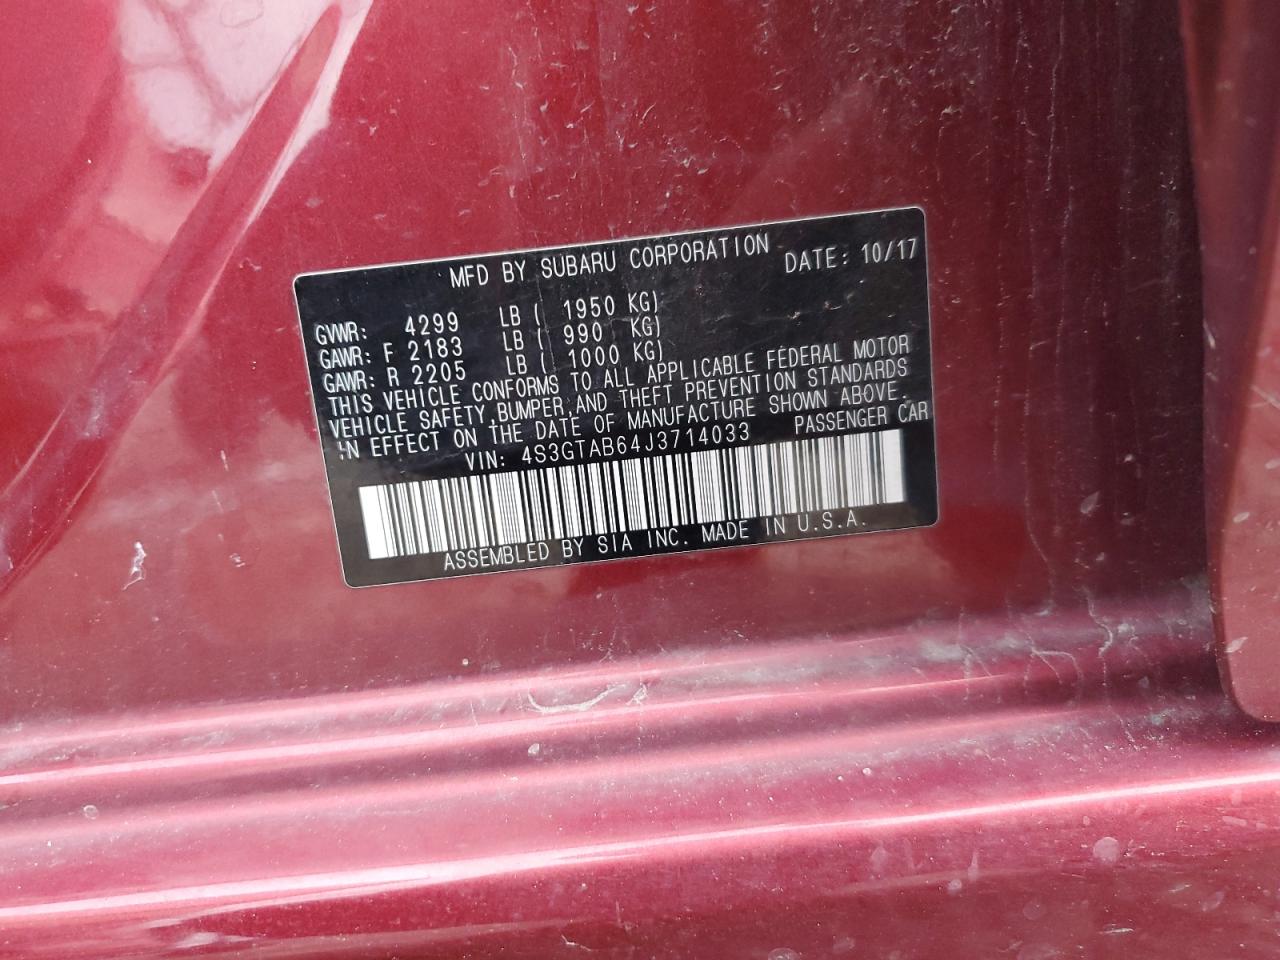 MFD BY SUBARU CORPORATION DATE: 10/17
GVWR: 4299 LB ( 1950 KG)
GAWR: F 2183 LB ( 990 KG)
GAWR: R 2205 LB ( 1000 KG)
THIS VEHICLE CONFORMS TO ALL APPLICABLE FEDERAL MOTOR
VEHICLE SAFETY, BUMPER, AND THEFT PREVENTION STANDARDS
IN EFFECT ON THE DATE OF MANUFACTURE SHOWN ABOVE.
VIN: 4S3GTAB64J3714033 PASSENGER CAR
ASSEMBLED BY SIA INC. MADE IN U.S.A.